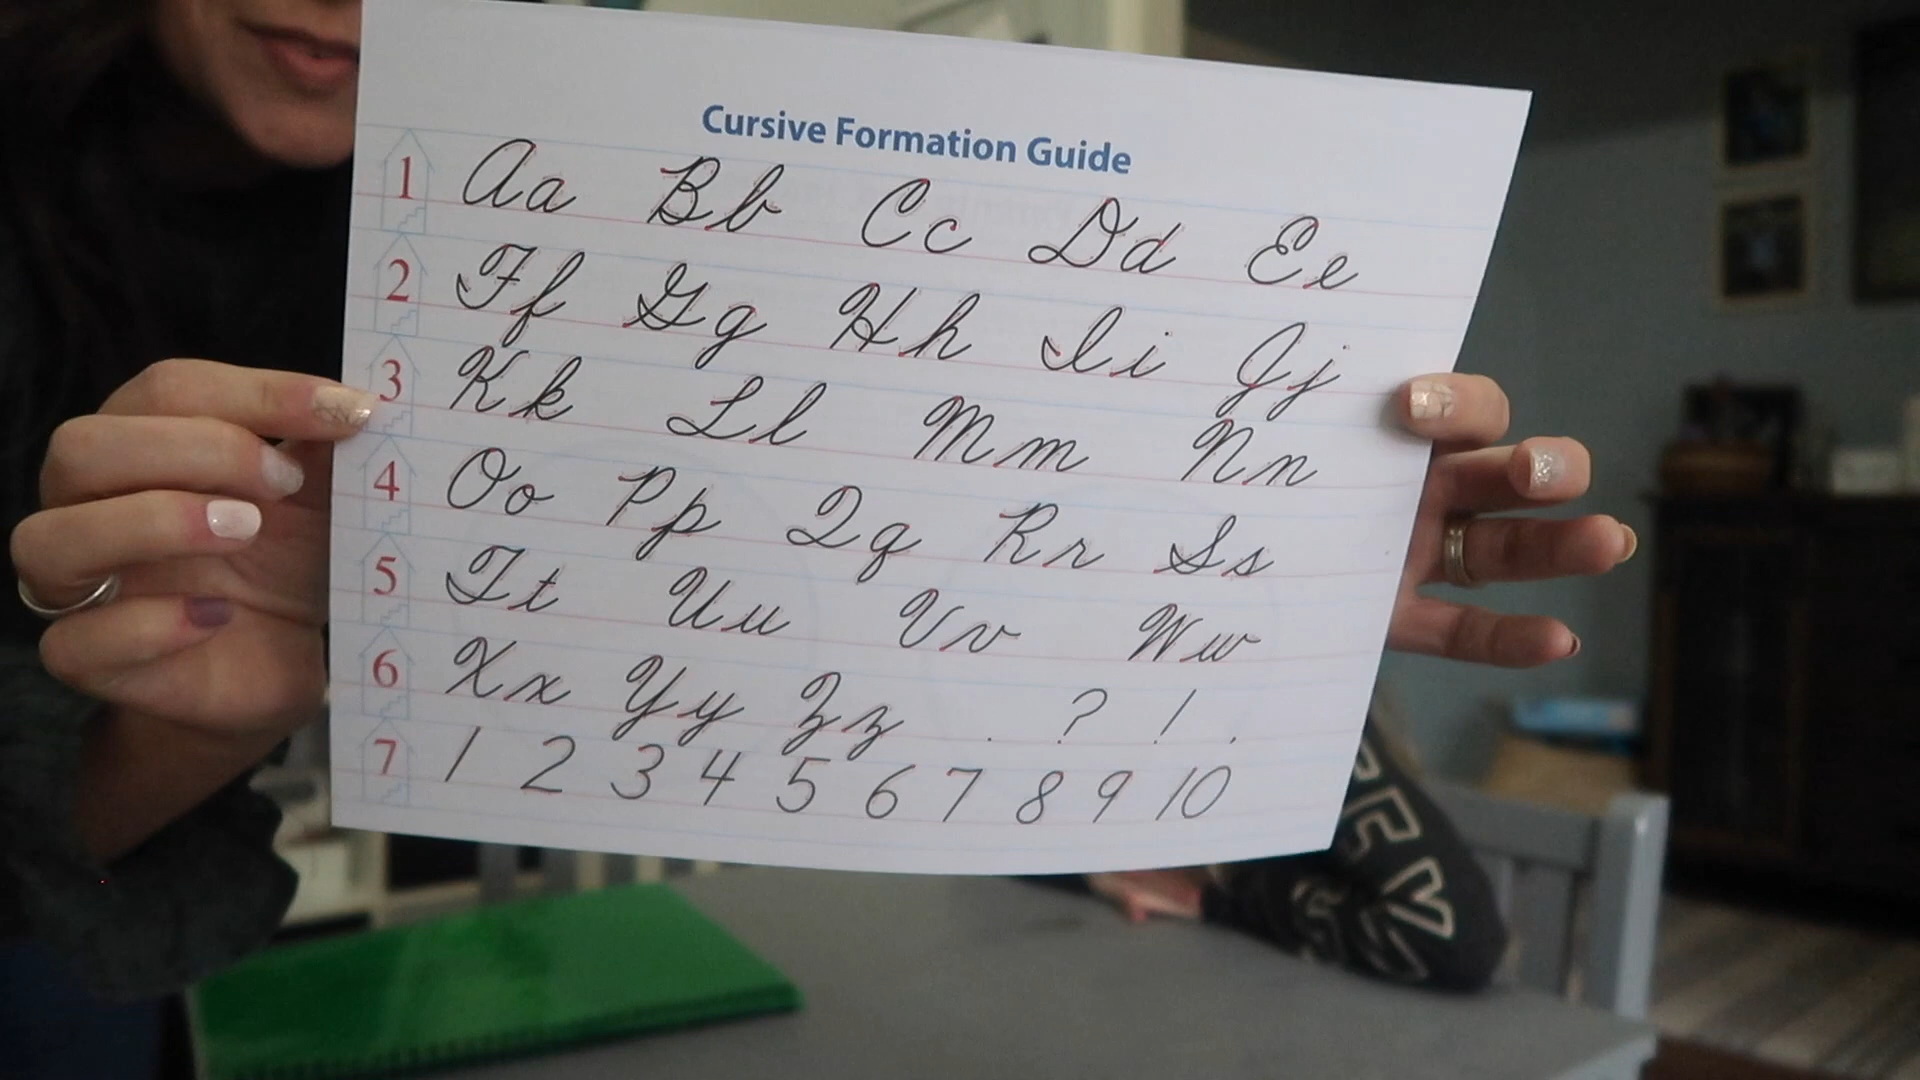 Cursive Formation Guide
1 Aa Bb Cc Dd Ee
2 Ff Gg Hh Ii Jj
3 Kk Ll Mm Nn
4 Oo Pp Qq Rr Ss
5 Tt Uu Vv Ww
6 Xx Yy Zz . ? ! ,
7 1 2 3 4 5 6 7 8 9 10